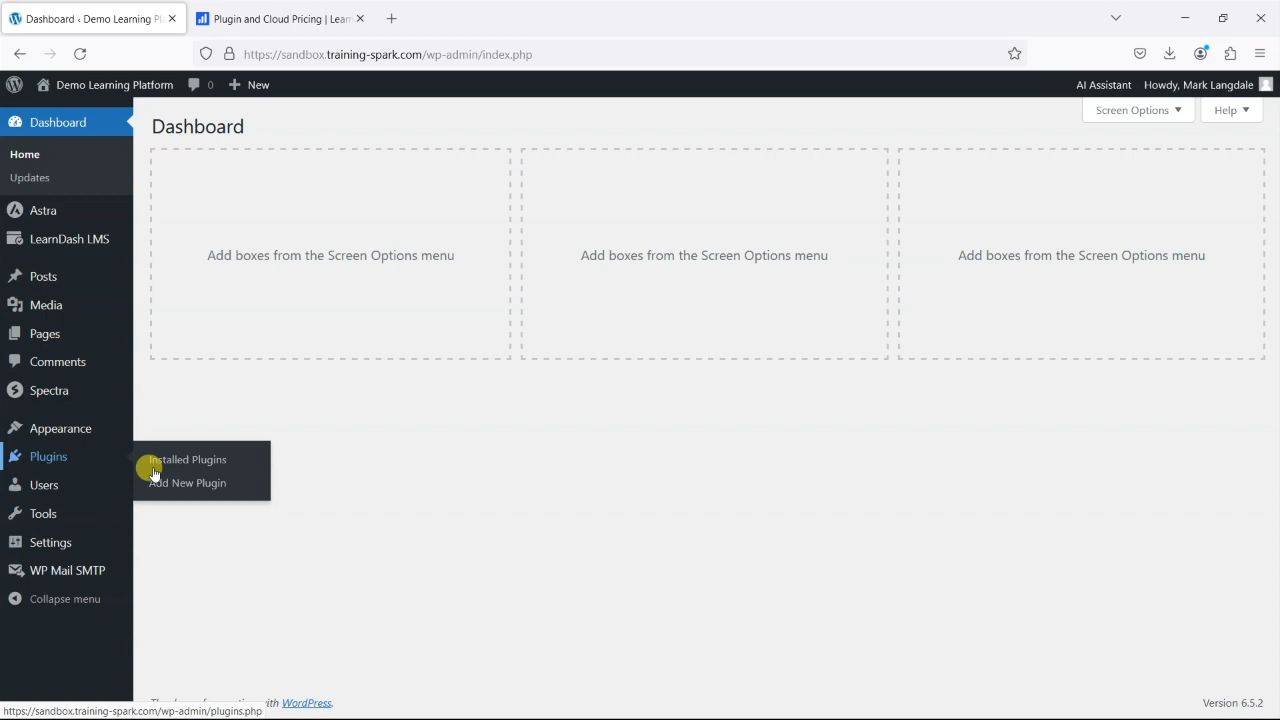 Dashboard ‹ Demo Learning Pl
Plugin and Cloud Pricing | Learn
https://sandbox.training-spark.com/wp-admin/index.php
Demo Learning Platform
0
New
AI Assistant
Howdy, Mark Langdale
Dashboard
Home
Updates
Astra
LearnDash LMS
Posts
Media
Pages
Comments
Spectra
Appearance
Plugins
Users
Tools
Settings
WP Mail SMTP
Collapse menu
Dashboard
Screen Options
Help
Add boxes from the Screen Options menu
Add boxes from the Screen Options menu
Add boxes from the Screen Options menu
Installed Plugins
Add New Plugin
WordPress.
Version 6.5.2
https://sandbox.training-spark.com/wp-admin/plugins.php